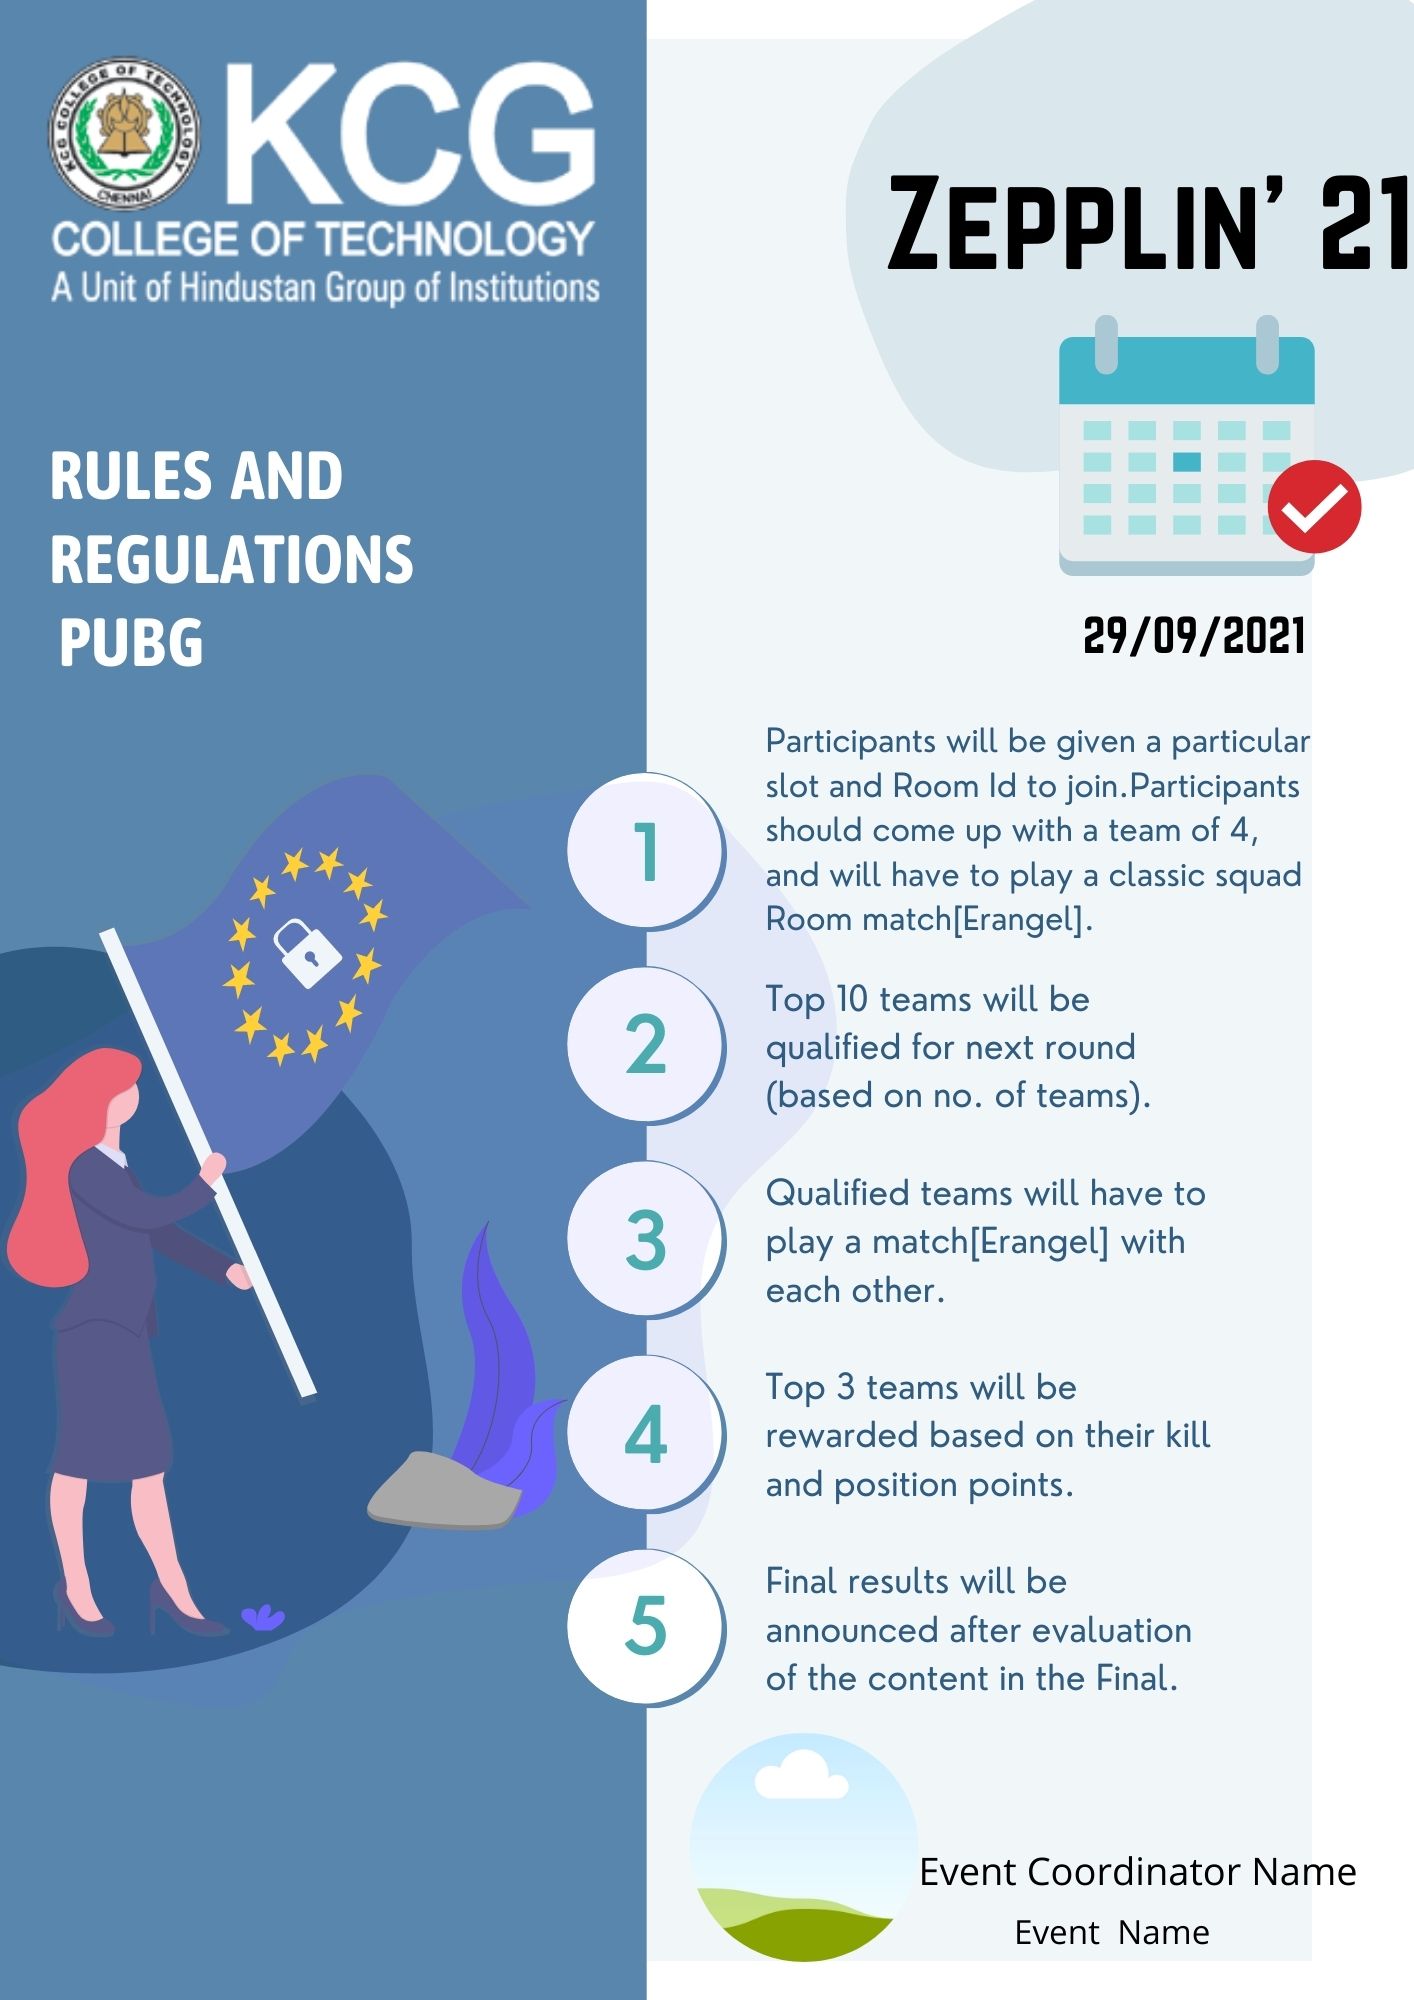 KCG COLLEGE OF TECHNOLOGY
CHENNAI
KCG
COLLEGE OF TECHNOLOGY
A Unit of Hindustan Group of Institutions
ZEPPLIN' 21
RULES AND
REGULATIONS
PUBG
29/09/2021
1
Participants will be given a particular
slot and Room Id to join.Participants
should come up with a team of 4,
and will have to play a classic squad
Room match[Erangel].
2
Top 10 teams will be
qualified for next round
(based on no. of teams).
3
Qualified teams will have to
play a match[Erangel] with
each other.
4
Top 3 teams will be
rewarded based on their kill
and position points.
5
Final results will be
announced after evaluation
of the content in the Final.
Event Coordinator Name
Event  Name